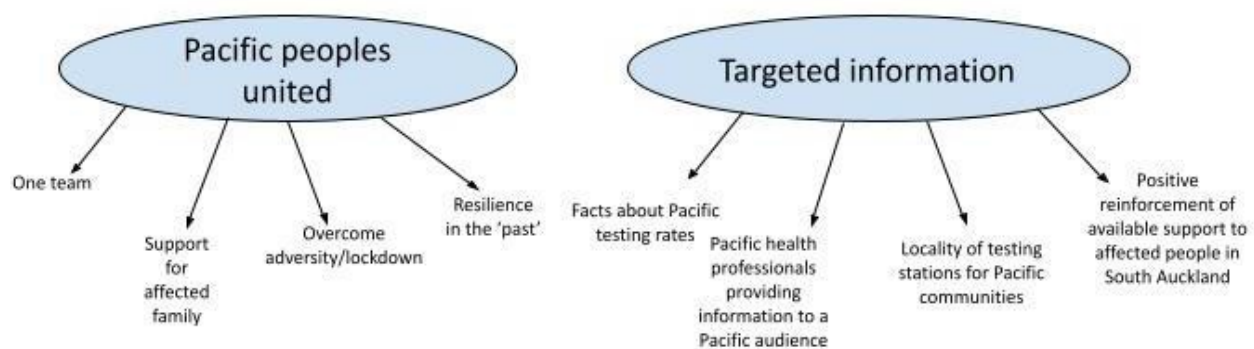 Pacific peoples
united
Targeted information
One team
Support
for
affected
family
Overcome
adversity/lockdown
Resilience
in the ‘past’
Facts about Pacific
testing rates
Pacific health
professionals
providing
information to a
Pacific audience
Locality of testing
stations for Pacific
communities
Positive
reinforcement of
available support to
affected people in
South Auckland